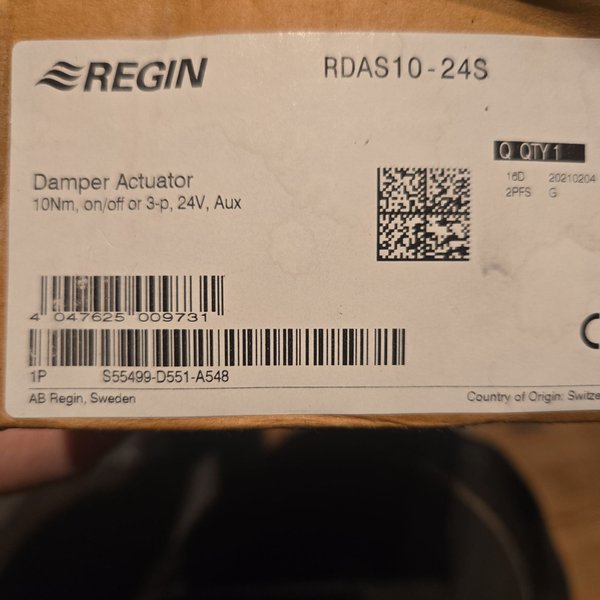 REGIN
RDAS10-24S
Q QTY 1
16D 20210204
2PFS G
Damper Actuator
10Nm, on/off or 3-p, 24V, Aux
4 047625 009731
1P S55499-D551-A548
AB Regin, Sweden
Country of Origin: Switze